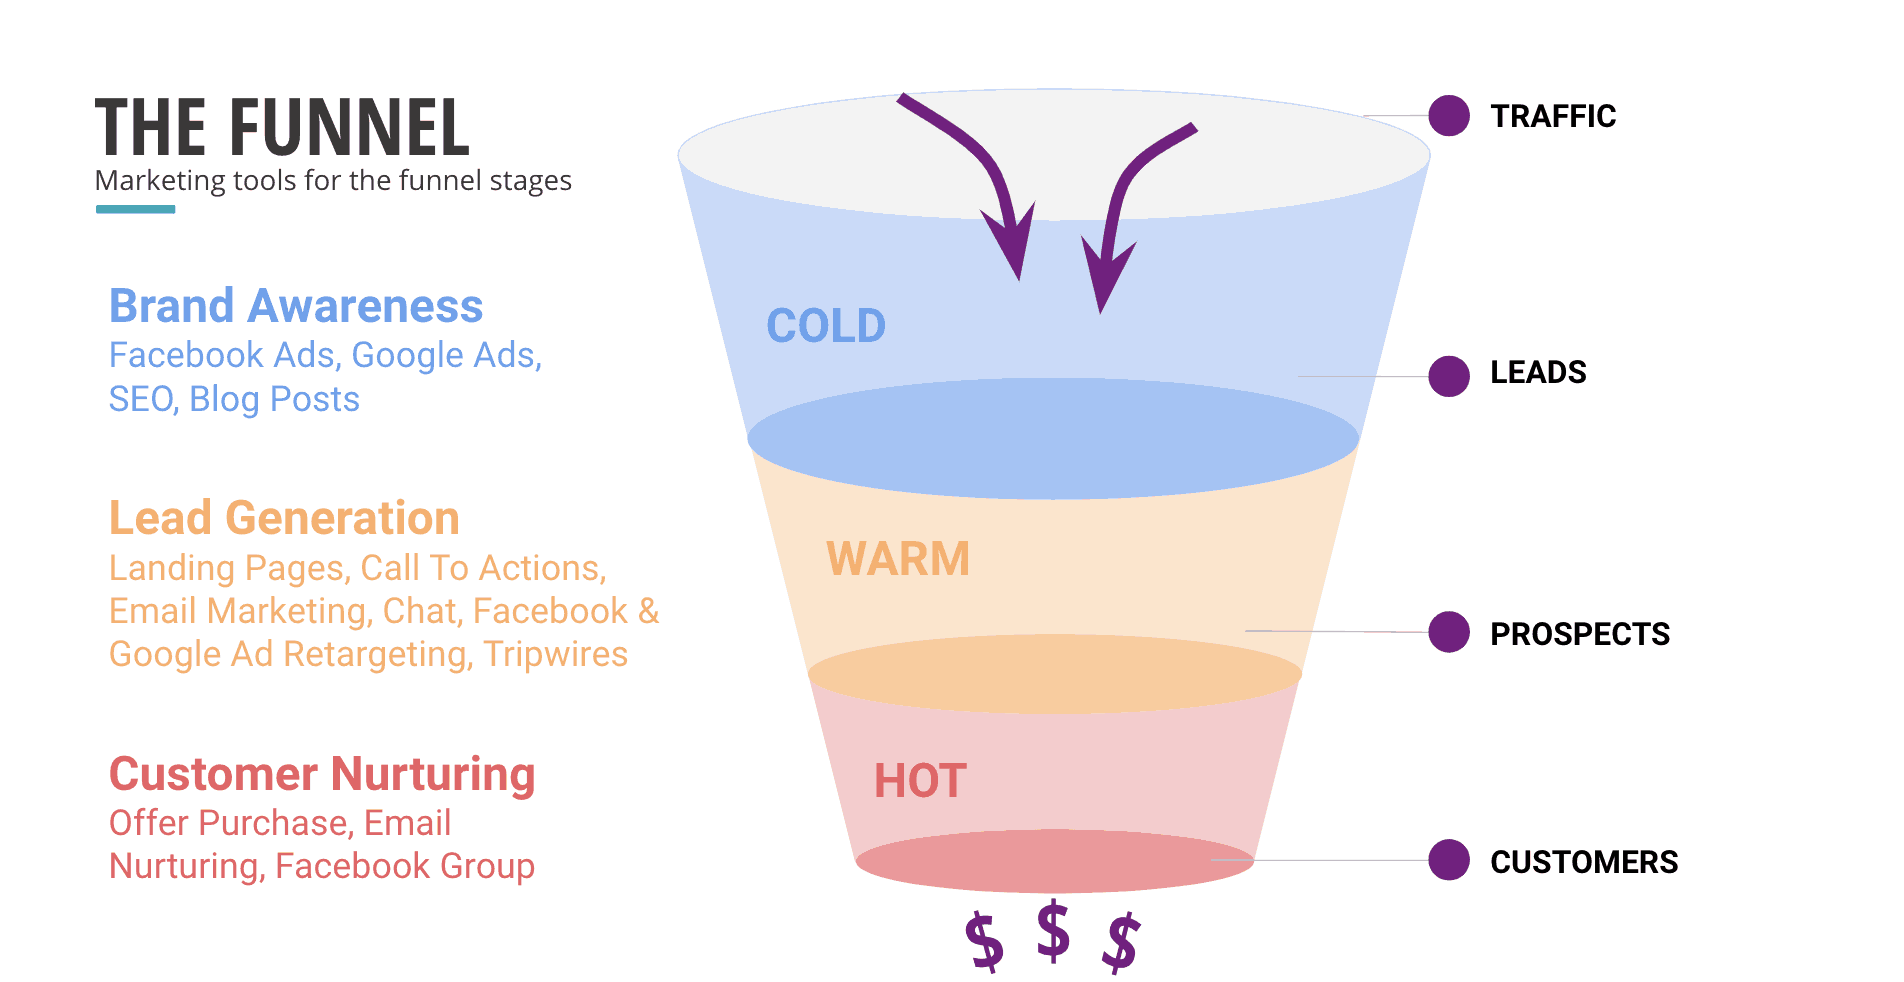 THE FUNNEL
Marketing tools for the funnel stages
Brand Awareness
Facebook Ads, Google Ads,
SEO, Blog Posts
Lead Generation
Landing Pages, Call To Actions,
Email Marketing, Chat, Facebook &
Google Ad Retargeting, Tripwires
Customer Nurturing
Offer Purchase, Email
Nurturing, Facebook Group
COLD
WARM
HOT
$ $ $
TRAFFIC
LEADS
PROSPECTS
CUSTOMERS